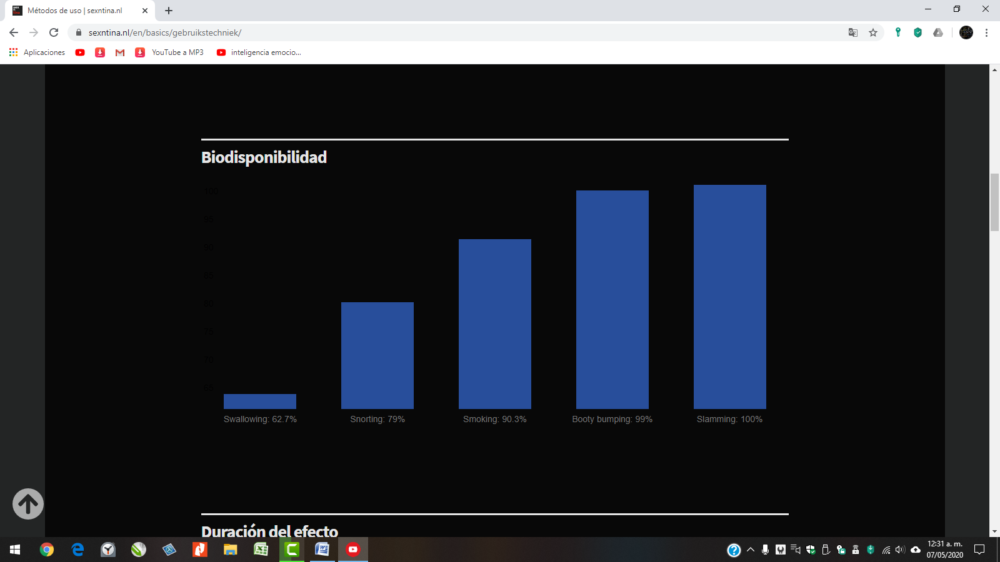 Métodos de uso | sexntina.nl
sexntina.nl/en/basics/gebruikstechniek/
Aplicaciones
YouTube a MP3
inteligencia emocio...
Biodisponibilidad
100
95
90
85
80
75
70
65
Swallowing: 62.7%
Snorting: 79%
Smoking: 90.3%
Booty bumping: 99%
Slamming: 100%
Duración del efecto
12:31 a. m.
07/05/2020